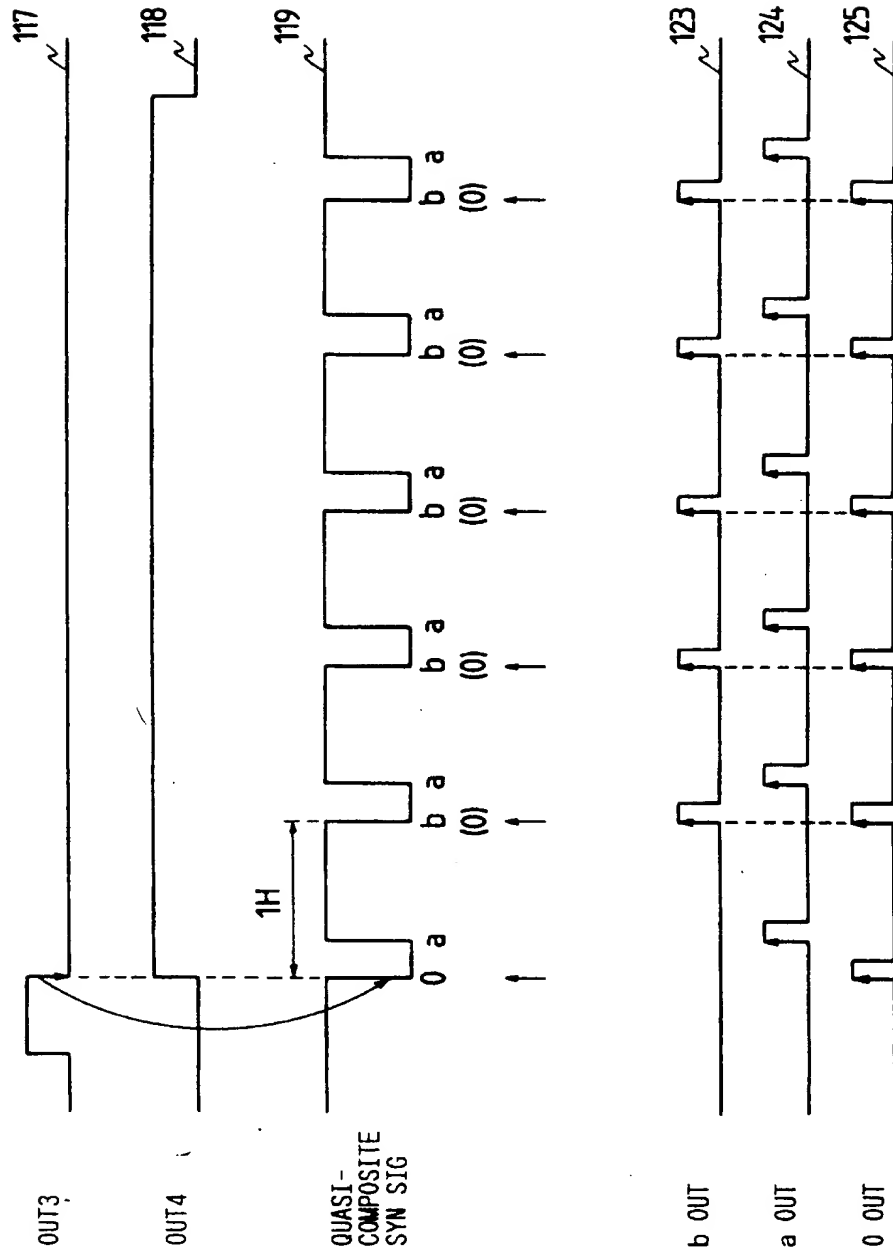 OUT3
117
OUT4
118
QUASI-
COMPOSITE
SYN SIG
119
1H
0 a b a b a b a b a b a
(0) (0) (0) (0) (0)
b OUT
123
a OUT
124
0 OUT
125